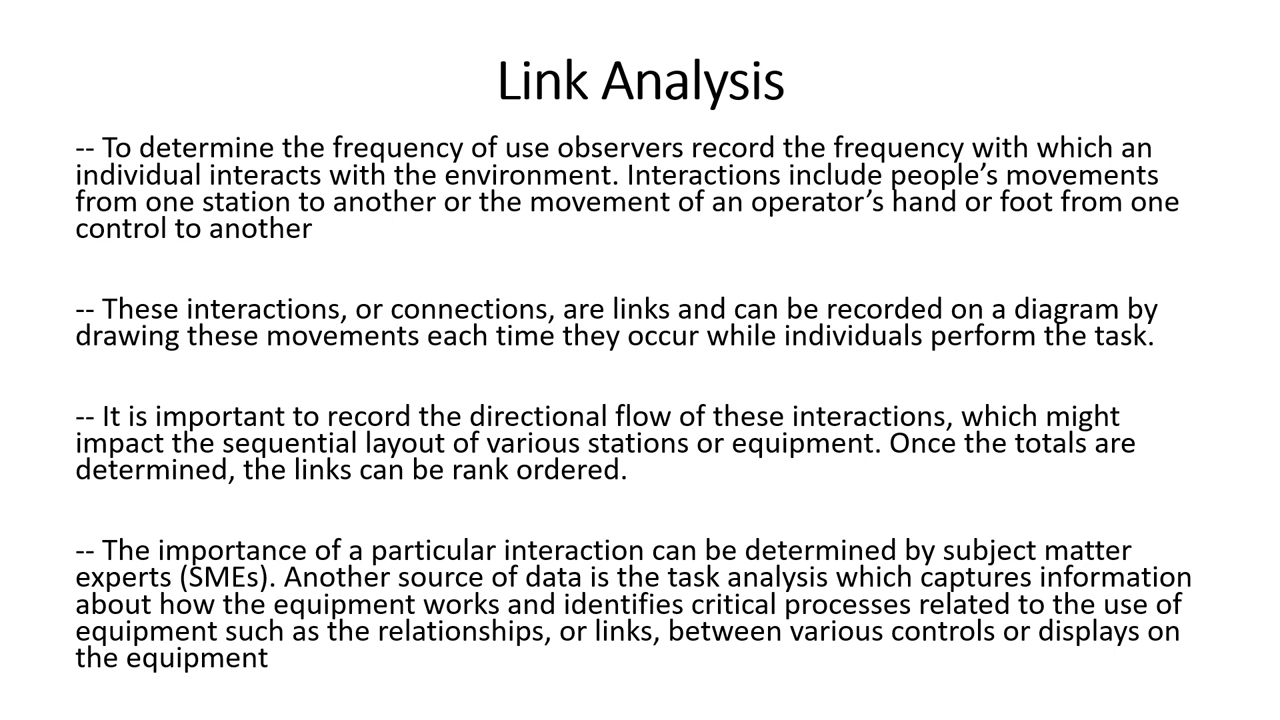 Link Analysis
-- To determine the frequency of use observers record the frequency with which an
individual interacts with the environment. Interactions include people’s movements
from one station to another or the movement of an operator’s hand or foot from one
control to another
-- These interactions, or connections, are links and can be recorded on a diagram by
drawing these movements each time they occur while individuals perform the task.
-- It is important to record the directional flow of these interactions, which might
impact the sequential layout of various stations or equipment. Once the totals are
determined, the links can be rank ordered.
-- The importance of a particular interaction can be determined by subject matter
experts (SMEs). Another source of data is the task analysis which captures information
about how the equipment works and identifies critical processes related to the use of
equipment such as the relationships, or links, between various controls or displays on
the equipment